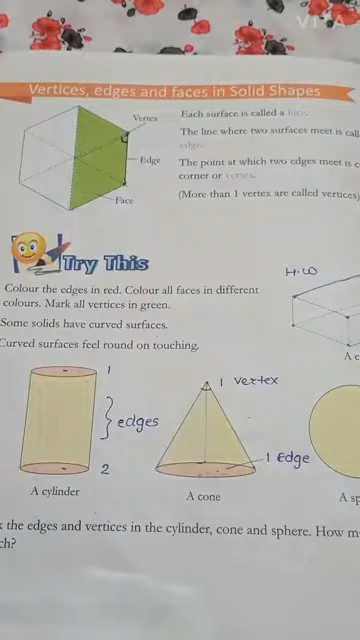 VITA
Vertices, edges and faces in Solid Shapes
Vertex
Edge
Face
Each surface is called a face.
The line where two surfaces meet is cal
edge.
The point at which two edges meet is c
corner or vertex.
(More than 1 vertex are called vertices)
Try This
H.W
Colour the edges in red. Colour all faces in different
colours. Mark all vertices in green.
Some solids have curved surfaces.
Curved surfaces feel round on touching.
A c
1
edges
2
1 vertex
1 Edge
A cylinder
A cone
A sp
k the edges and vertices in the cylinder, cone and sphere. How m
ch?